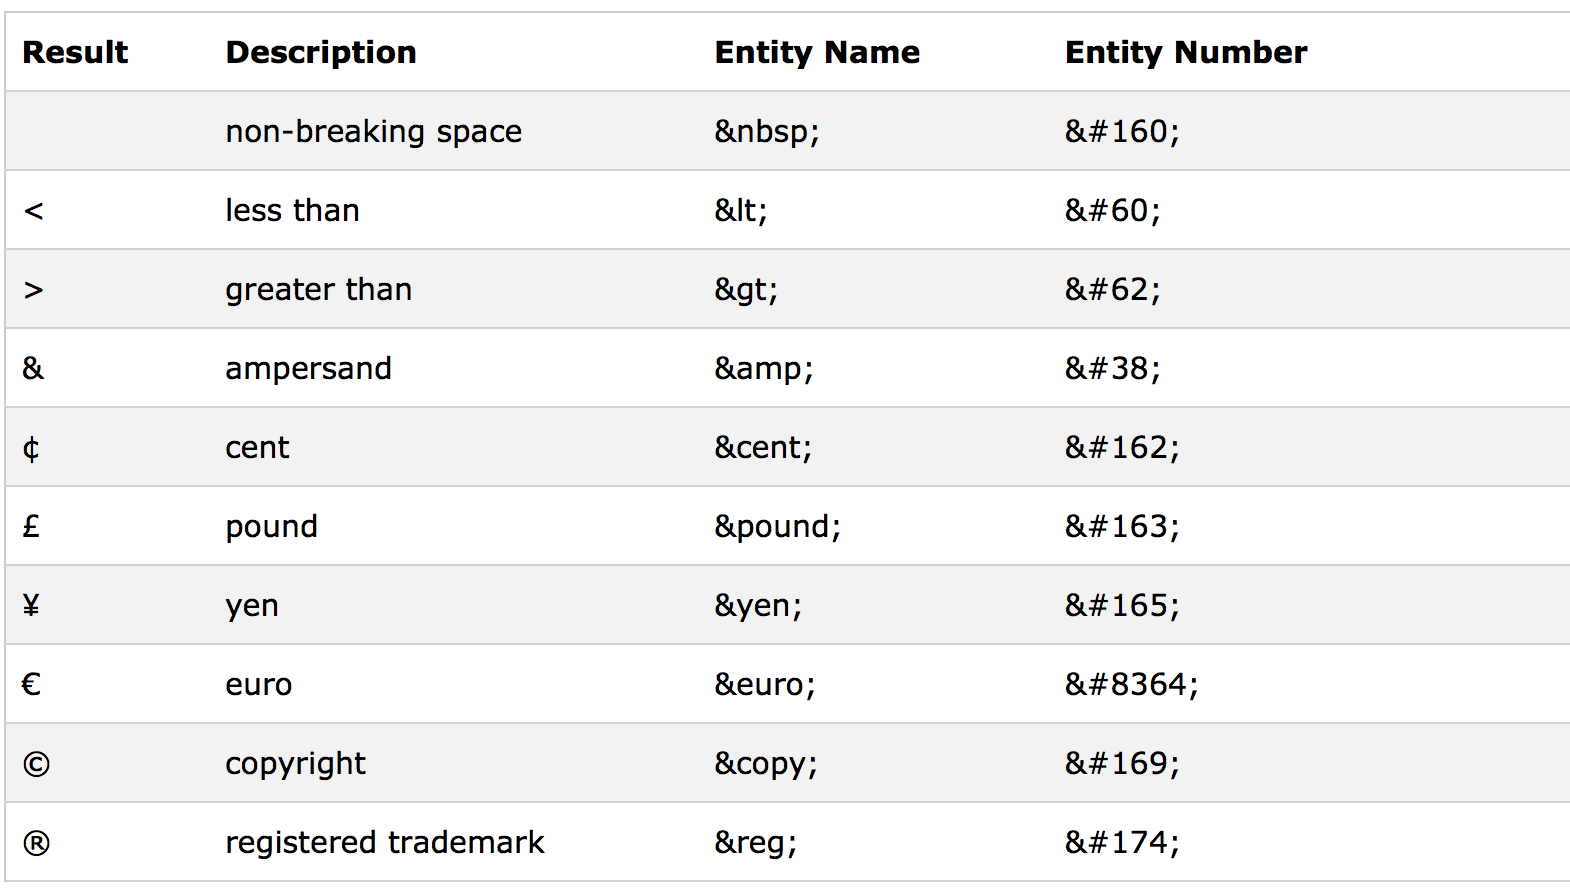 Result Description Entity Name Entity Number
non-breaking space &nbsp; &#160;
< less than &lt; &#60;
> greater than &gt; &#62;
& ampersand &amp; &#38;
¢ cent &cent; &#162;
£ pound &pound; &#163;
¥ yen &yen; &#165;
€ euro &euro; &#8364;
© copyright &copy; &#169;
® registered trademark &reg; &#174;